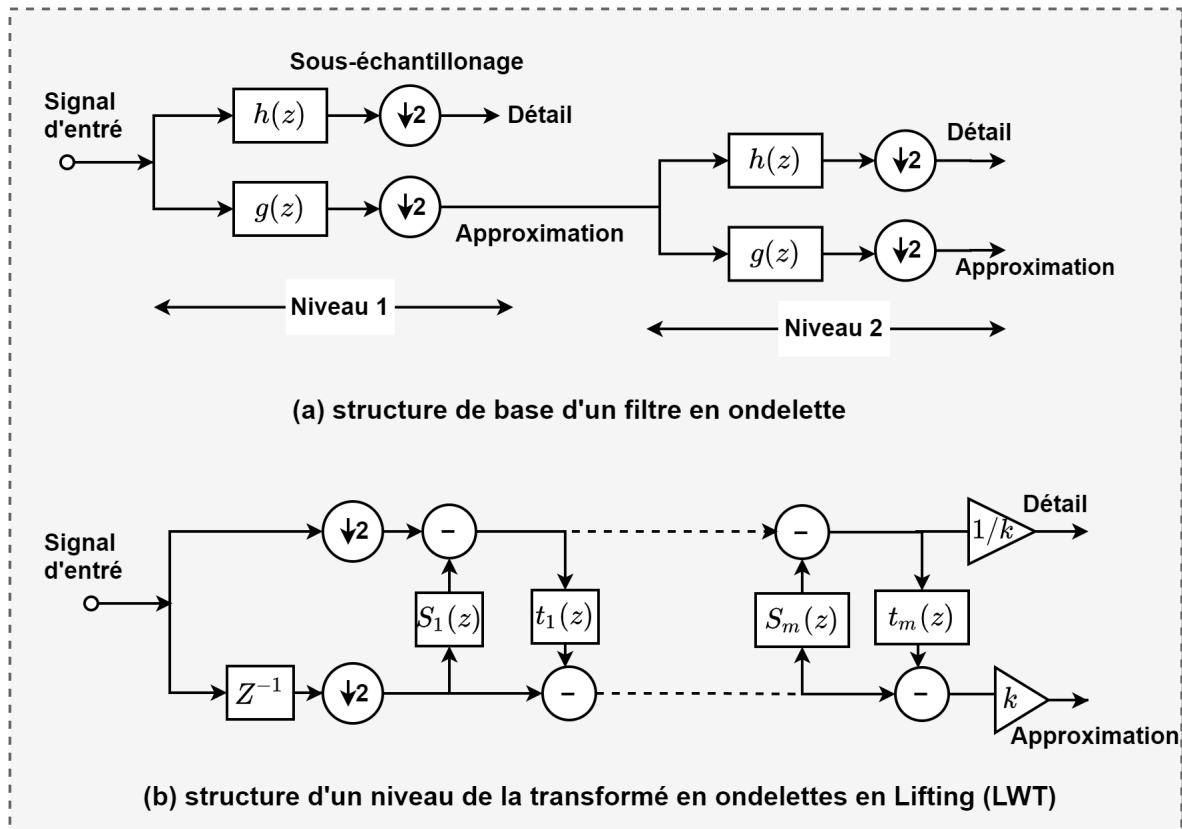 Sous-échantillonage
Signal
d'entré
h(z)
↓2
Détail
g(z)
↓2
Approximation
h(z)
↓2
Détail
g(z)
↓2
Approximation
Niveau 1
Niveau 2
(a) structure de base d'un filtre en ondelette
Signal
d'entré
↓2
−
−
1/k
Détail
S₁(z)
t₁(z)
Sₘ(z)
tₘ(z)
Z⁻¹
↓2
−
−
k
Approximation
(b) structure d'un niveau de la transformé en ondelettes en Lifting (LWT)